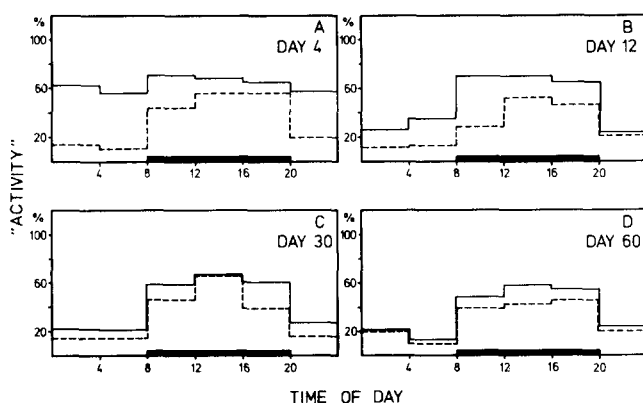 % A % B
DAY 4 DAY 12
100 100
60 60
20 20
4 8 12 16 20 4 8 12 16 20
"ACTIVITY"
% C % D
DAY 30 DAY 60
100 100
60 60
20 20
4 8 12 16 20 4 8 12 16 20
TIME OF DAY